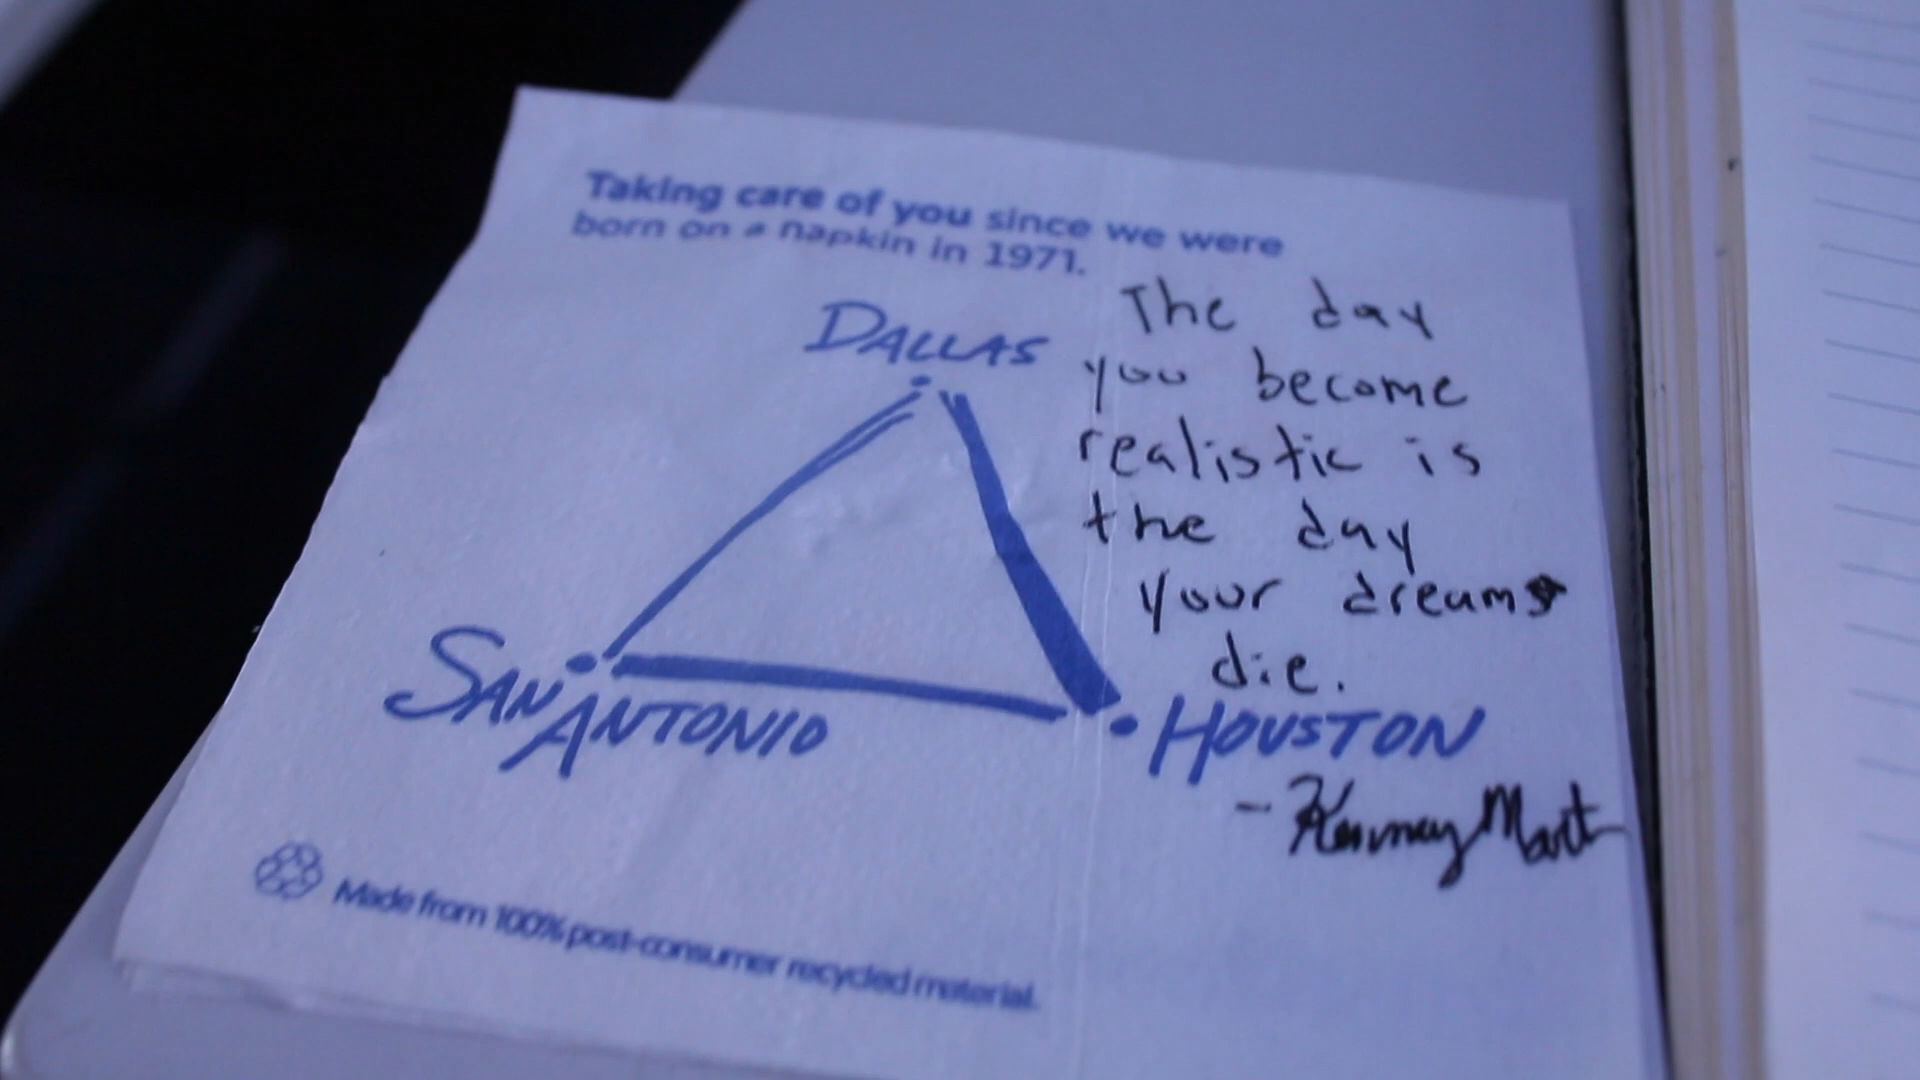 Taking care of you since we were
born on a napkin in 1971.
DALLAS
The day
you become
realistic is
the day
your dreams
die.
SAN ANTONIO
HOUSTON
-
Made from 100% post-consumer recycled material.